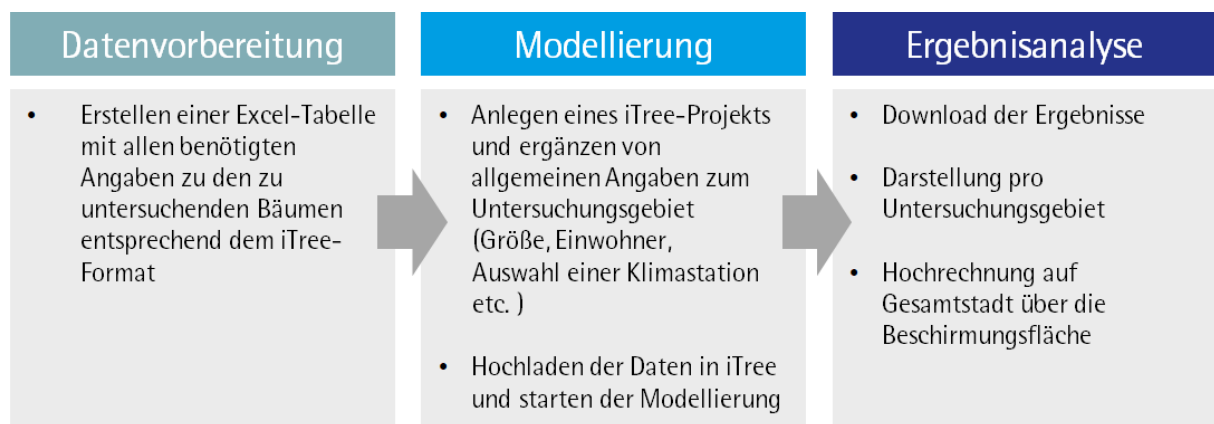 Datenvorbereitung
• Erstellen einer Excel-Tabelle
mit allen benötigten
Angaben zu den zu
untersuchenden Bäumen
entsprechend dem iTree-
Format
Modellierung
• Anlegen eines iTree-Projekts
und ergänzen von
allgemeinen Angaben zum
Untersuchungsgebiet
(Größe, Einwohner,
Auswahl einer Klimastation
etc. )
• Hochladen der Daten in iTree
und starten der Modellierung
Ergebnisanalyse
• Download der Ergebnisse
• Darstellung pro
Untersuchungsgebiet
• Hochrechnung auf
Gesamtstadt über die
Beschirmungsfläche